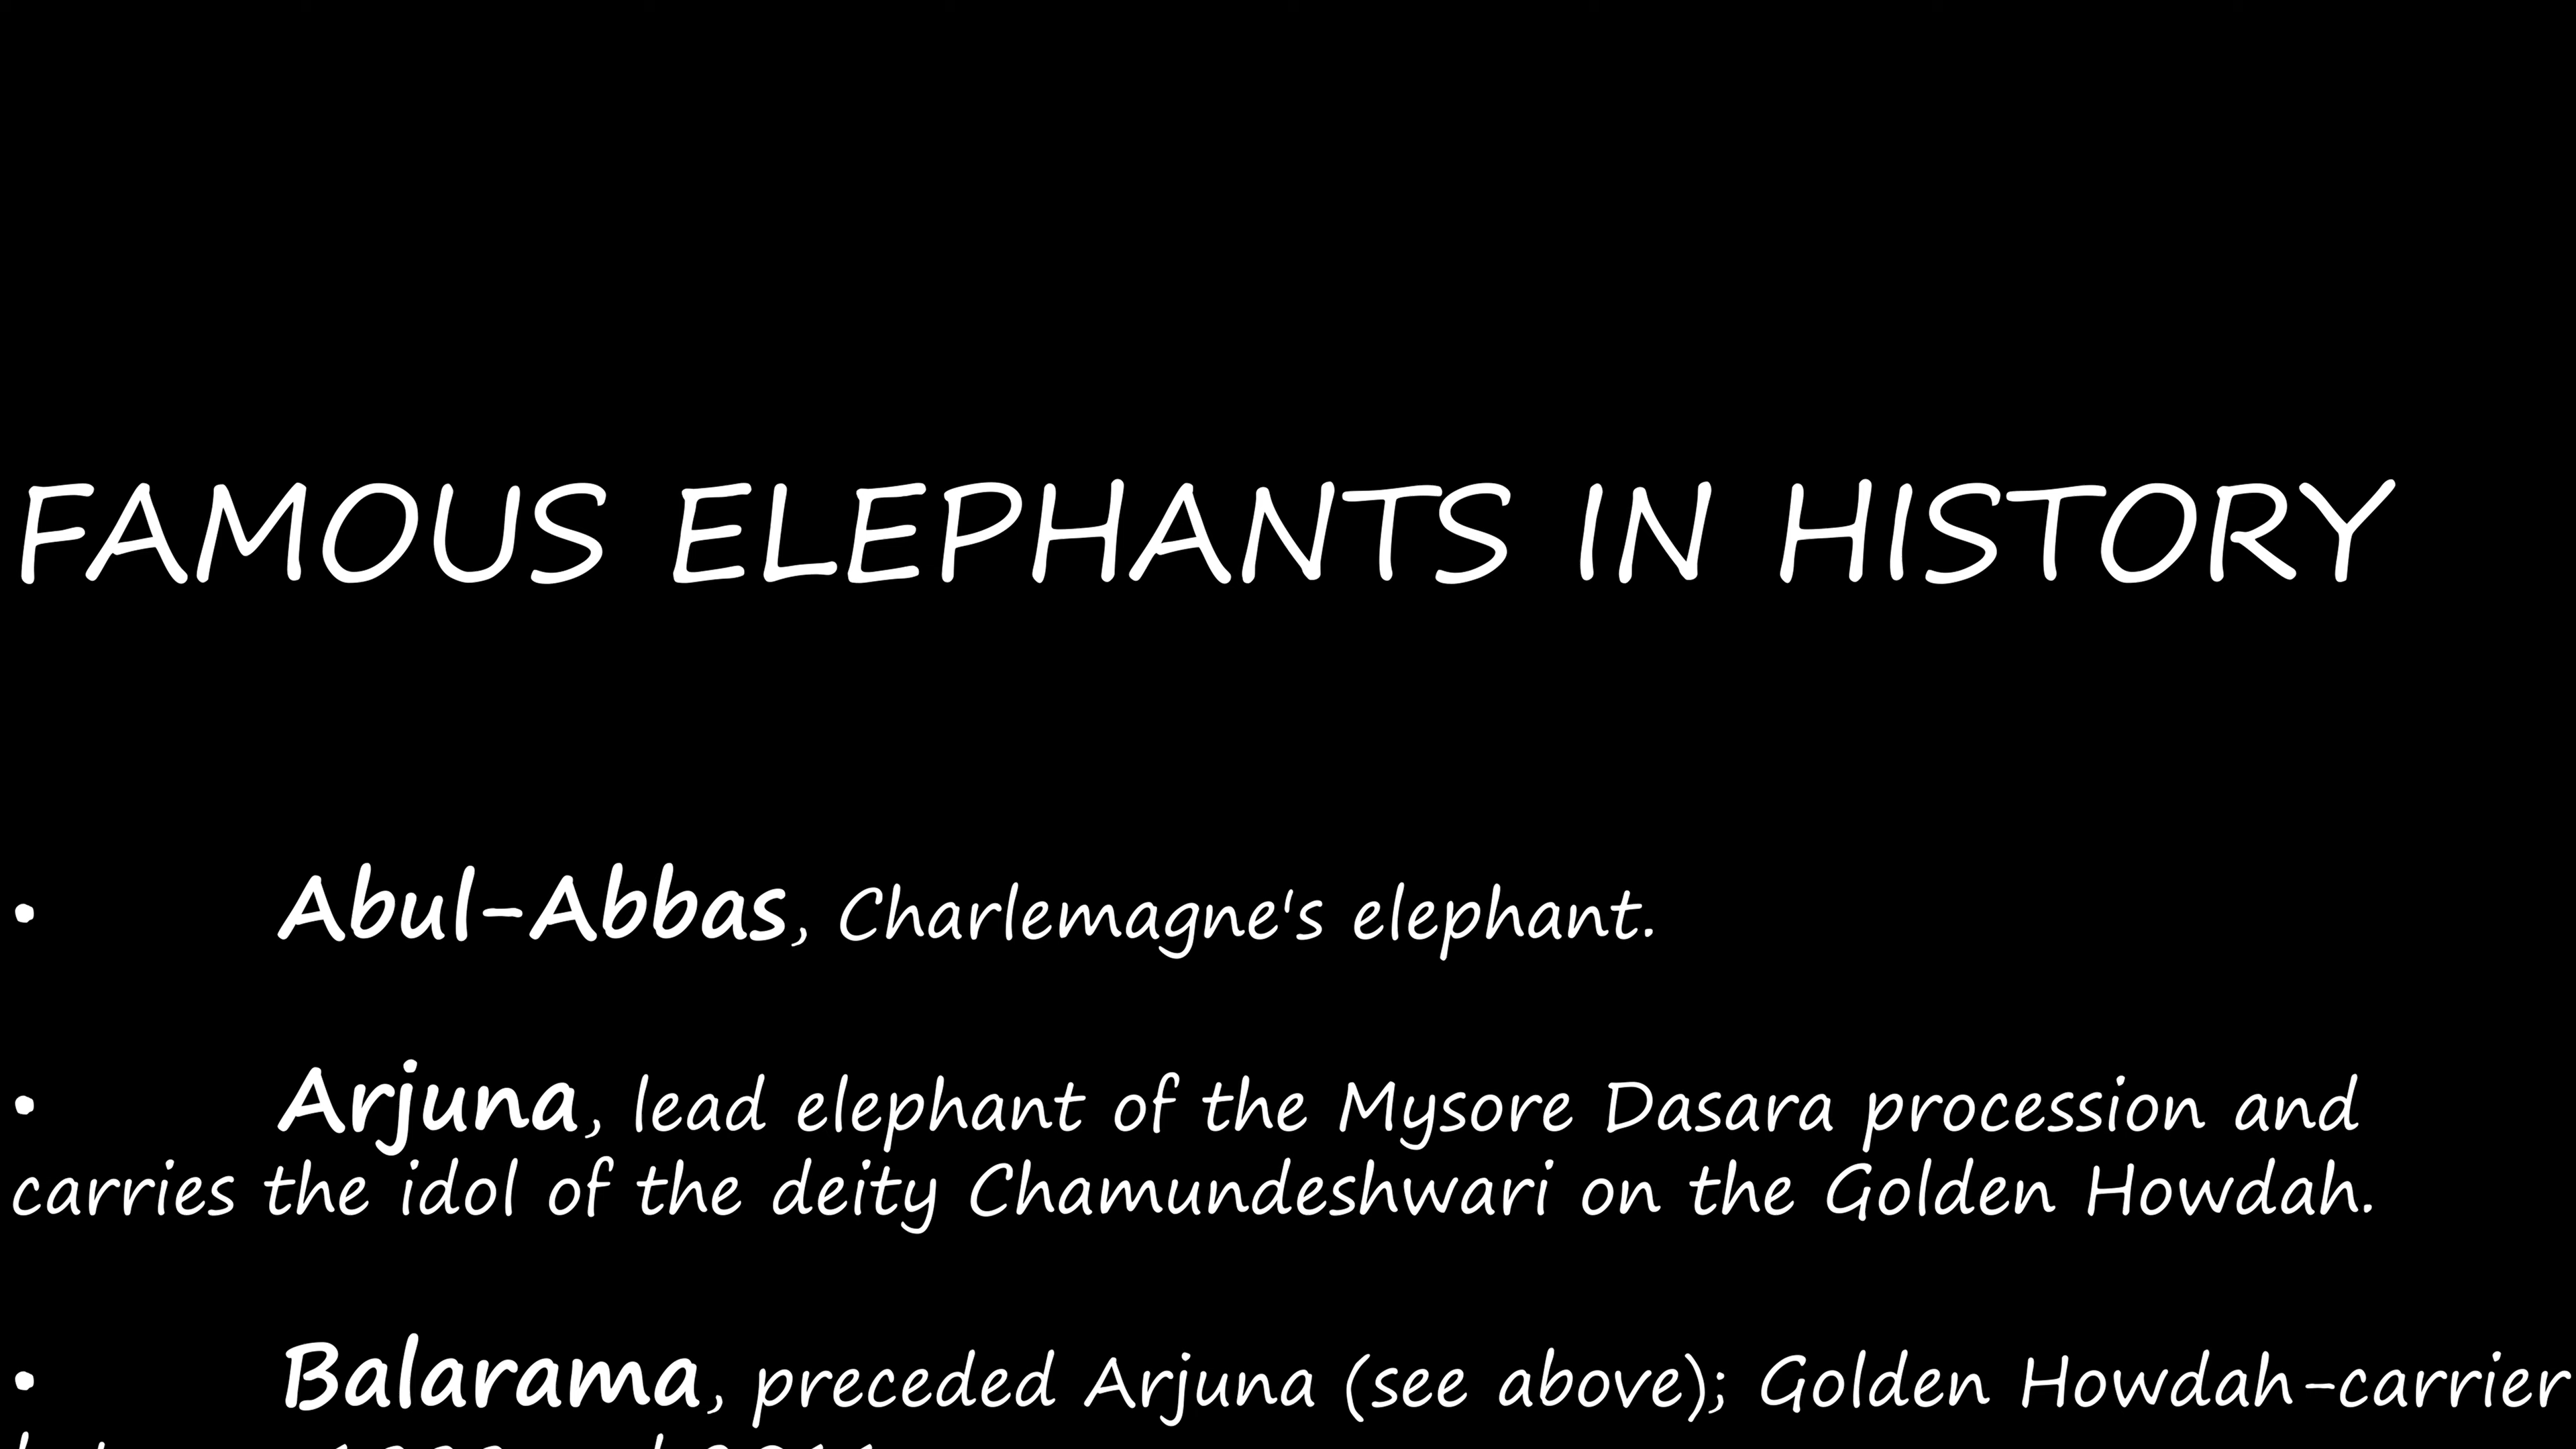 FAMOUS ELEPHANTS IN HISTORY
• Abul-Abbas, Charlemagne's elephant.
• Arjuna, lead elephant of the Mysore Dasara procession and
carries the idol of the deity Chamundeshwari on the Golden Howdah.
• Balarama, preceded Arjuna (see above); Golden Howdah-carrier